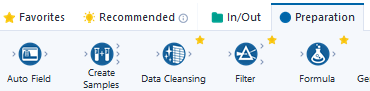 Favorites Recommended In/Out Preparation
Auto Field Create Samples Data Cleansing Filter Formula